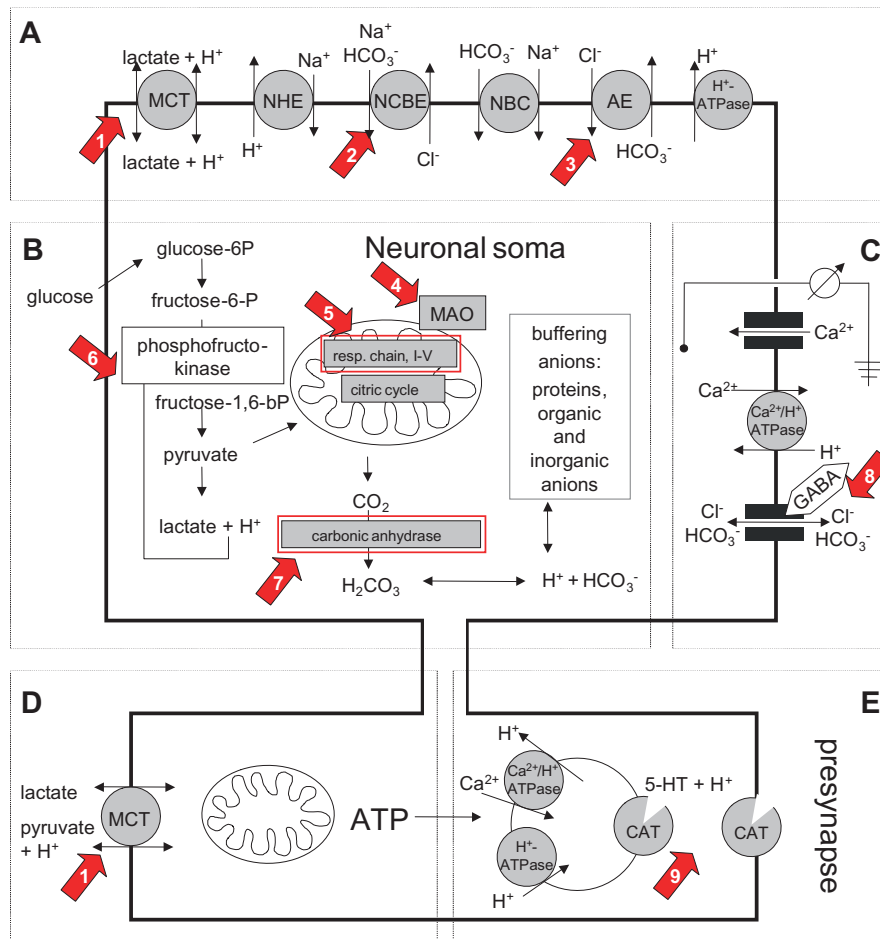 A
lactate + H⁺
Na⁺
Na⁺
HCO₃⁻
HCO₃⁻
Na⁺
Cl⁻
H⁺
MCT
NHE
NCBE
NBC
AE
H⁺-
ATPase
1
2
3
lactate + H⁺
H⁺
Cl⁻
HCO₃⁻
B
Neuronal soma
glucose-6P
glucose
fructose-6-P
6
phosphofructo-
kinase
fructose-1,6-bP
pyruvate
lactate + H⁺
4
MAO
5
resp. chain, I-V
citric cycle
CO₂
carbonic anhydrase
7
H₂CO₃
H⁺ + HCO₃⁻
buffering
anions:
proteins,
organic
and
inorganic
anions
C
Ca²⁺
Ca²⁺
Ca²⁺/H⁺
ATPase
H⁺
GABA
8
Cl⁻
HCO₃⁻
Cl⁻
HCO₃⁻
D
lactate
MCT
pyruvate
+ H⁺
1
ATP
E
presynapse
H⁺
Ca²⁺/H⁺
ATPase
Ca²⁺
5-HT + H⁺
CAT
CAT
H⁺-
ATPase
H⁺
9